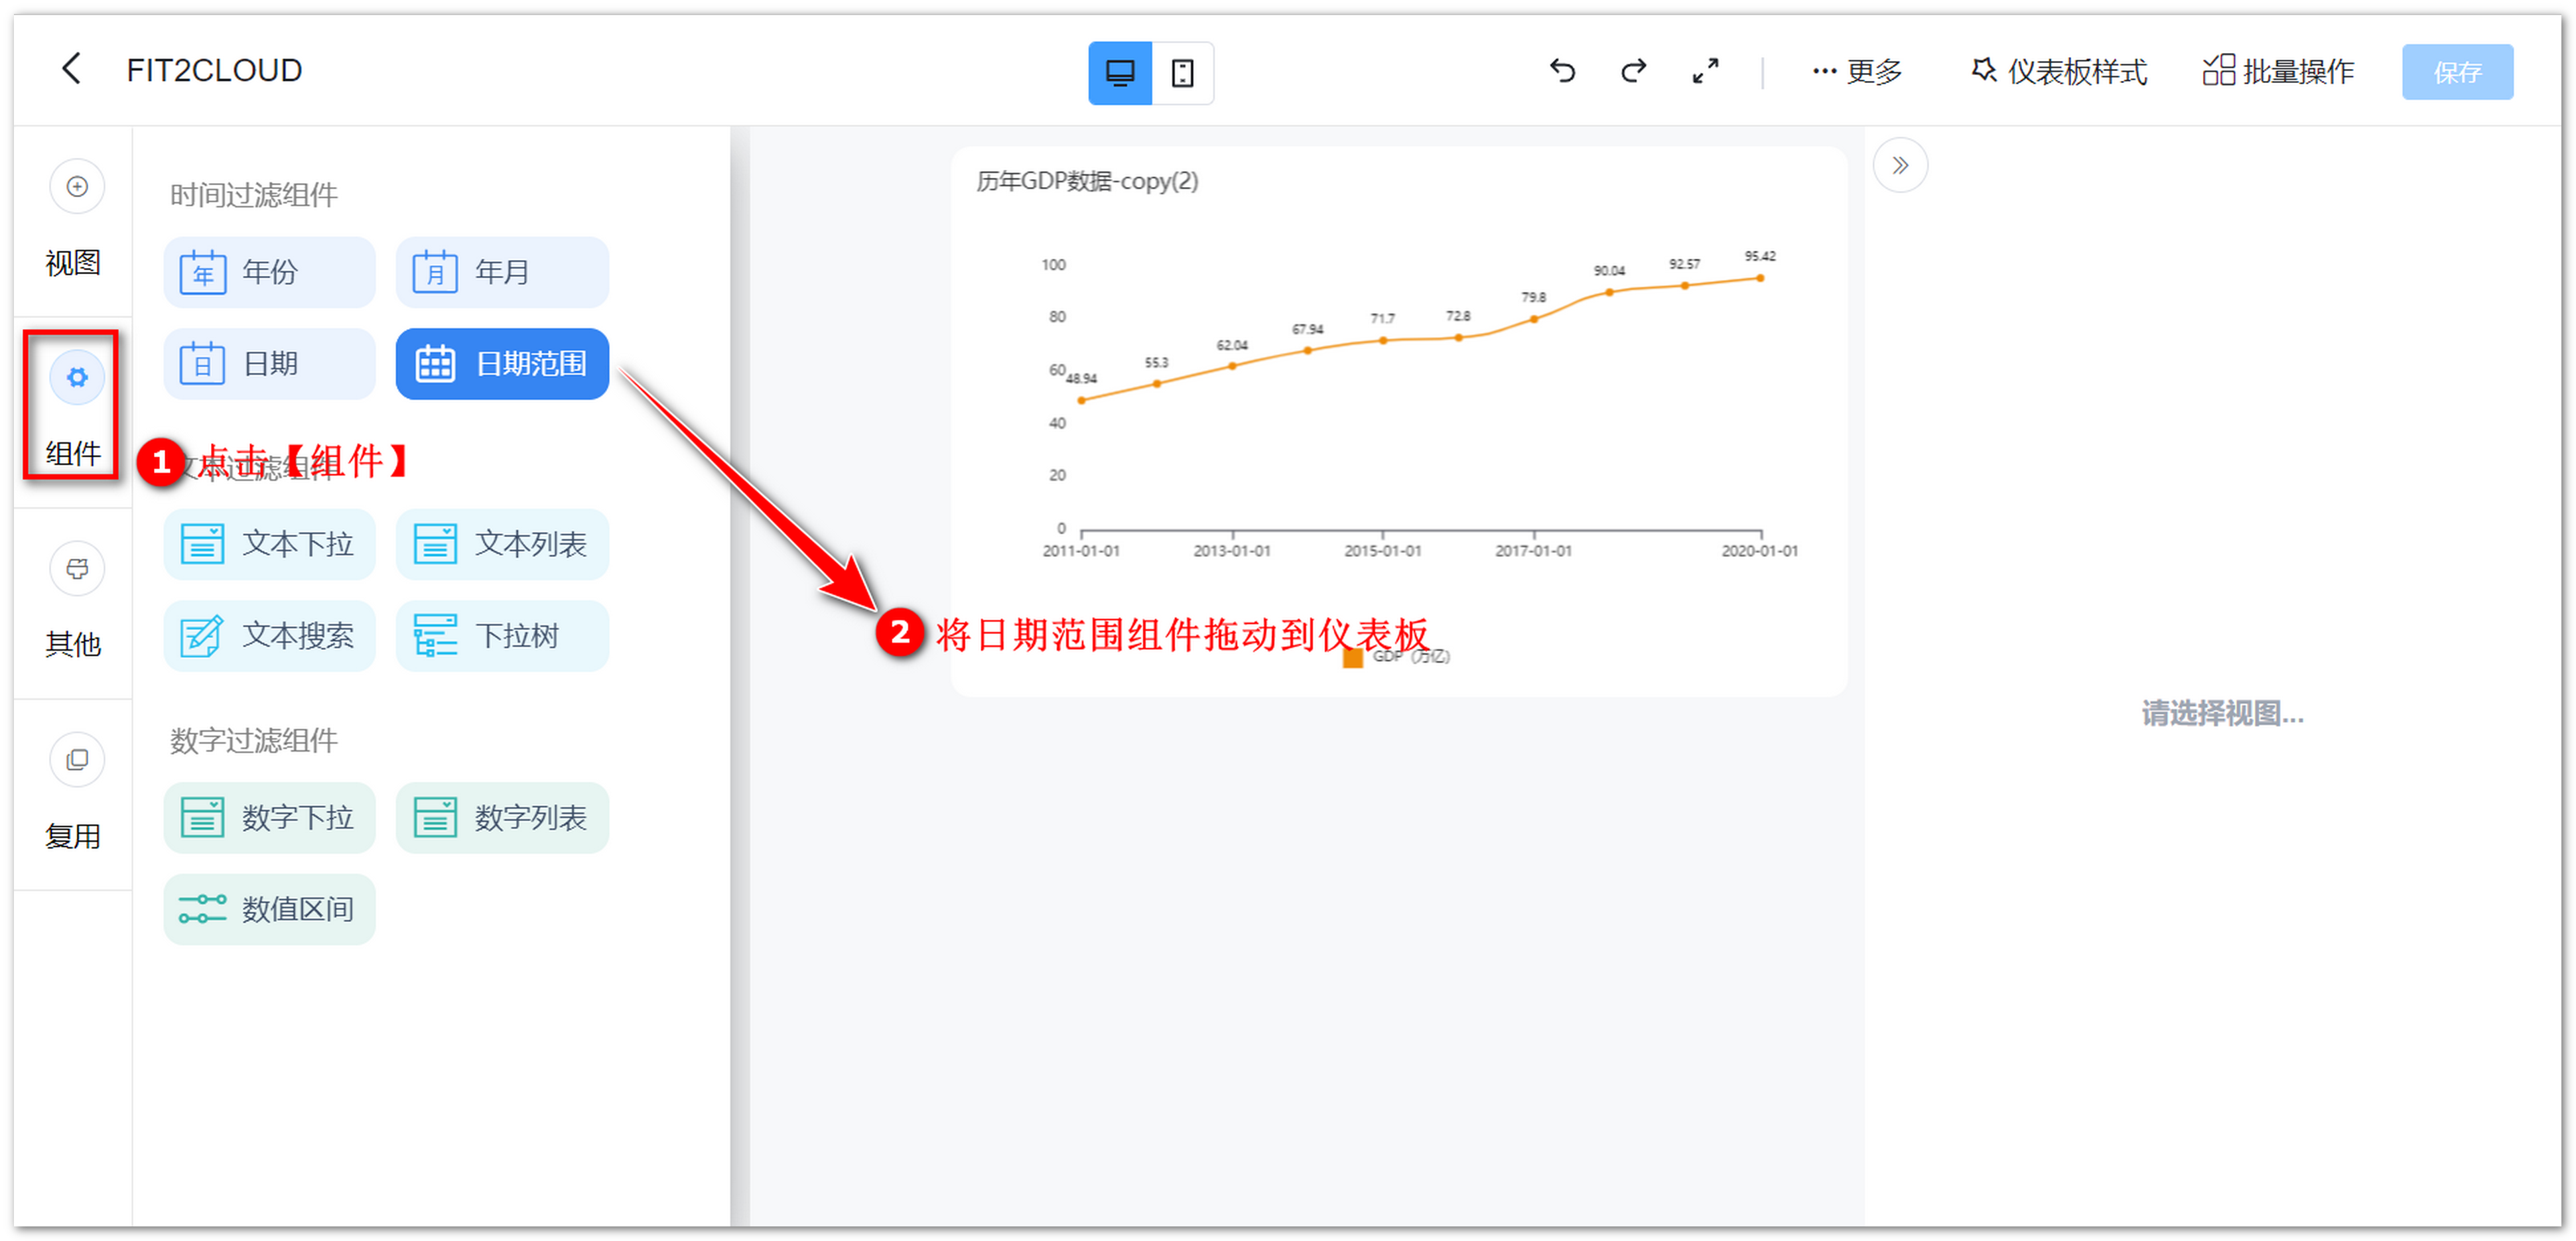 FIT2CLOUD
更多
仪表板样式
批量操作
保存
视图
组件
其他
复用
时间过滤组件
年 年份
月 年月
日 日期
日期范围
1 点击【组件】
文本过滤组件
文本下拉
文本列表
文本搜索
下拉树
数字过滤组件
数字下拉
数字列表
数值区间
历年GDP数据-copy(2)
100
80
60
40
20
0
48.94
55.3
62.04
67.94
71.7
72.8
79.8
90.04
92.57
95.42
2011-01-01
2013-01-01
2015-01-01
2017-01-01
2020-01-01
2 将日期范围组件拖动到仪表板
GDP（万亿）
请选择视图...